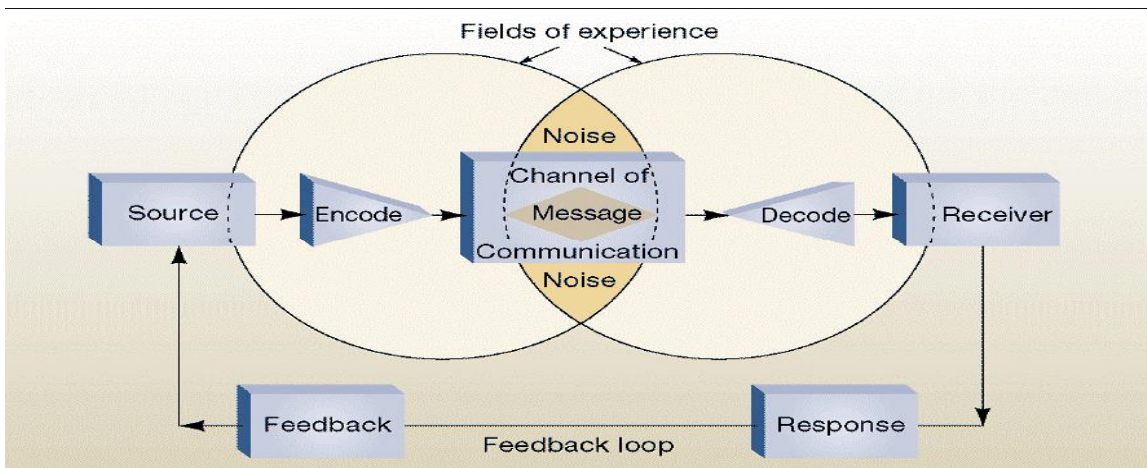 Fields of experience
Noise
Channel of
Source
Encode
Message
Decode
Receiver
Communication
Noise
Feedback
Feedback loop
Response